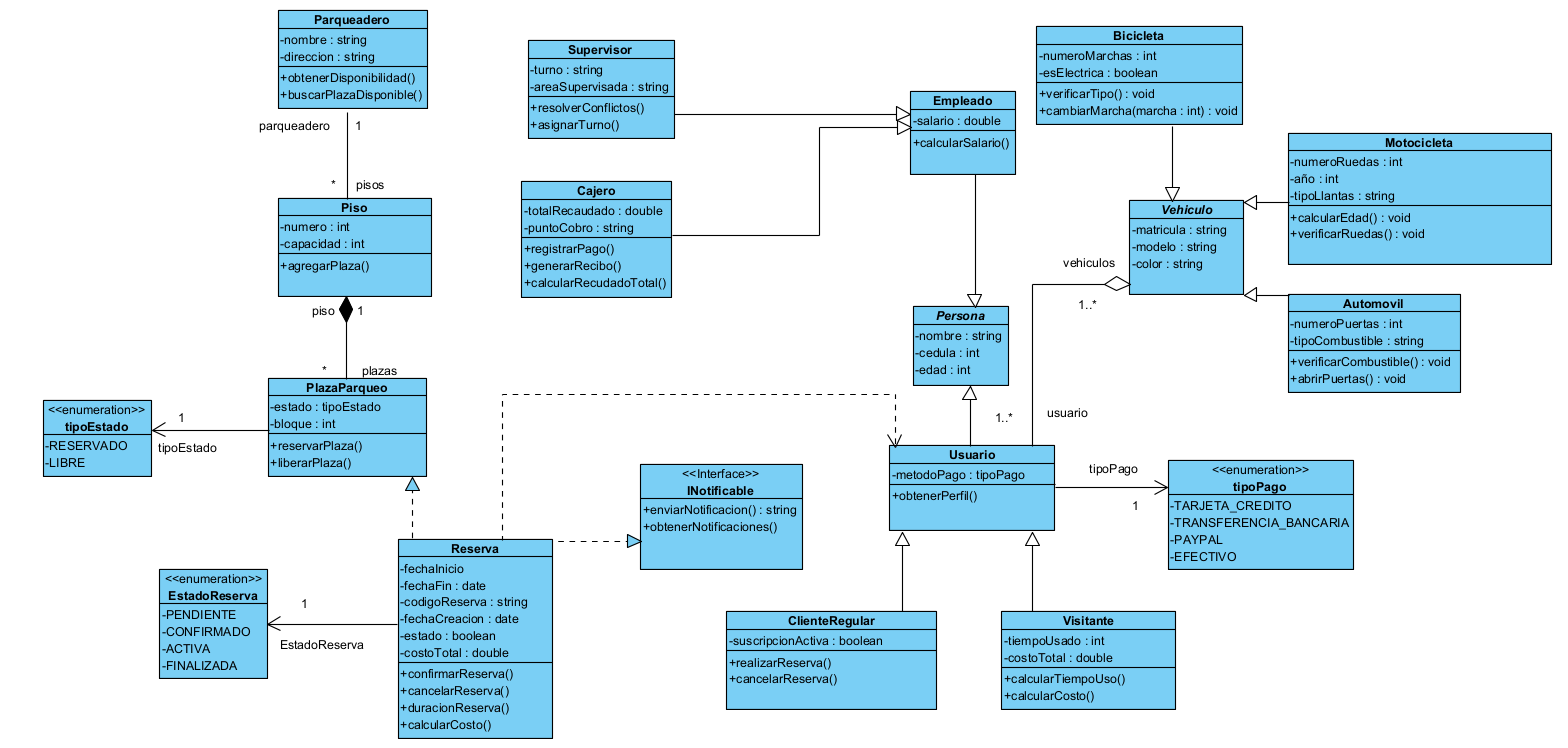 Parqueadero
-nombre : string
-direccion : string
+obtenerDisponibilidad()
+buscarPlazaDisponible()
parqueadero
1
*
pisos
Piso
-numero : int
-capacidad : int
+agregarPlaza()
piso
1
*
plazas
PlazaParqueo
-estado : tipoEstado
-bloque : int
+reservarPlaza()
+liberarPlaza()
<<enumeration>>
tipoEstado
-RESERVADO
-LIBRE
1
tipoEstado
Supervisor
-turno : string
-areaSupervisada : string
+resolverConflictos()
+asignarTurno()
Cajero
-totalRecaudado : double
-puntoCobro : string
+registrarPago()
+generarRecibo()
+calcularRecudadoTotal()
Empleado
-salario : double
+calcularSalario()
Bicicleta
-numeroMarchas : int
-esElectrica : boolean
+verificarTipo() : void
+cambiarMarcha(marcha : int) : void
Motocicleta
-numeroRuedas : int
-año : int
-tipoLlantas : string
+calcularEdad() : void
+verificarRuedas() : void
Vehiculo
-matricula : string
-modelo : string
-color : string
vehiculos
1..*
Automovil
-numeroPuertas : int
-tipoCombustible : string
+verificarCombustible() : void
+abrirPuertas() : void
Persona
-nombre : string
-cedula : int
-edad : int
1..*
usuario
Usuario
-metodoPago : tipoPago
+obtenerPerfil()
tipoPago
1
<<enumeration>>
tipoPago
-TARJETA_CREDITO
-TRANSFERENCIA_BANCARIA
-PAYPAL
-EFECTIVO
<<Interface>>
INotificable
+enviarNotificacion() : string
+obtenerNotificaciones()
Reserva
-fechaInicio
-fechaFin : date
-codigoReserva : string
-fechaCreacion : date
-estado : boolean
-costoTotal : double
+confirmarReserva()
+cancelarReserva()
+duracionReserva()
+calcularCosto()
<<enumeration>>
EstadoReserva
-PENDIENTE
-CONFIRMADO
-ACTIVA
-FINALIZADA
1
EstadoReserva
ClienteRegular
-suscripcionActiva : boolean
+realizarReserva()
+cancelarReserva()
Visitante
-tiempoUsado : int
-costoTotal : double
+calcularTiempoUso()
+calcularCosto()